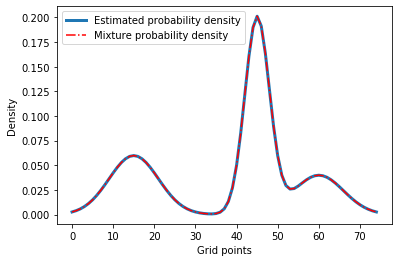 Estimated probability density
Mixture probability density
0.200
0.175
0.150
0.125
0.100
0.075
0.050
0.025
0.000
Density
0 10 20 30 40 50 60 70
Grid points